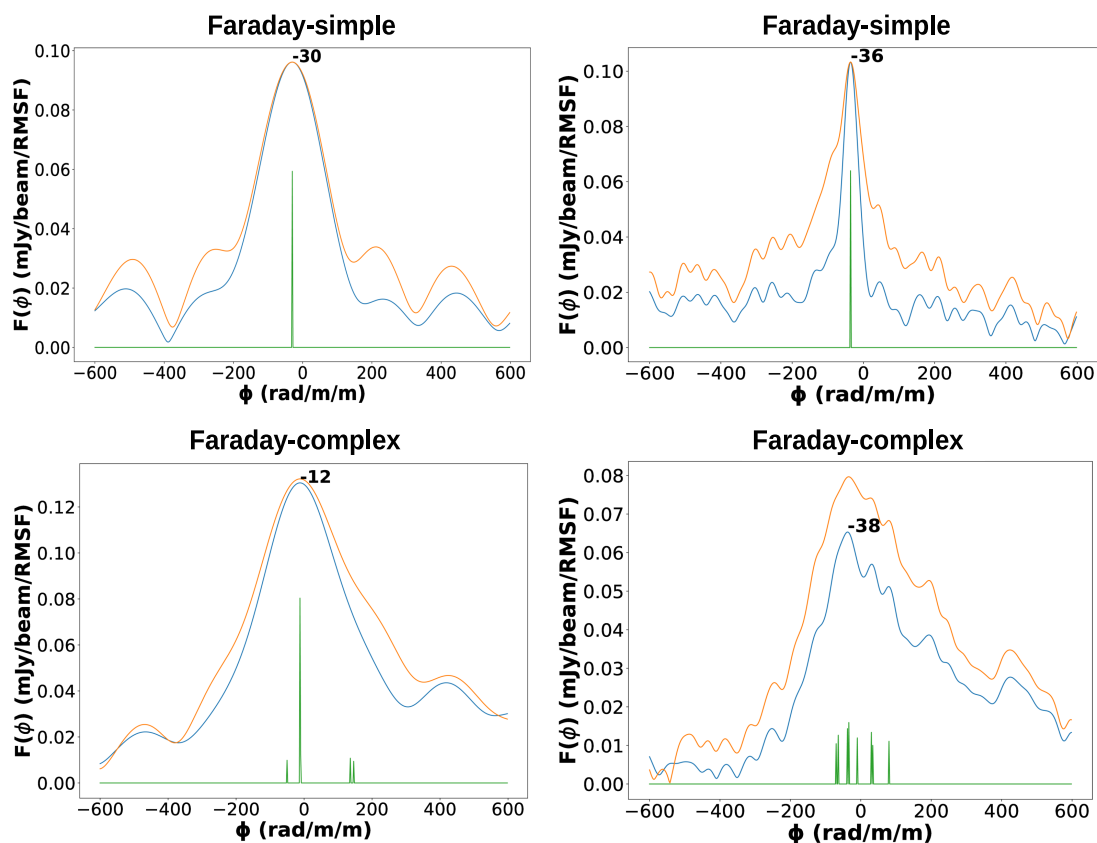 Faraday-simple
F(ϕ) (mJy/beam/RMSF)
0.10
0.08
0.06
0.04
0.02
0.00
-30
−600 −400 −200 0 200 400 600
ϕ (rad/m/m)
Faraday-simple
F(ϕ) (mJy/beam/RMSF)
0.10
0.08
0.06
0.04
0.02
0.00
-36
−600 −400 −200 0 200 400 600
ϕ (rad/m/m)
Faraday-complex
F(ϕ) (mJy/beam/RMSF)
0.12
0.10
0.08
0.06
0.04
0.02
0.00
-12
−600 −400 −200 0 200 400 600
ϕ (rad/m/m)
Faraday-complex
F(ϕ) (mJy/beam/RMSF)
0.08
0.07
0.06
0.05
0.04
0.03
0.02
0.01
0.00
-38
−600 −400 −200 0 200 400 600
ϕ (rad/m/m)